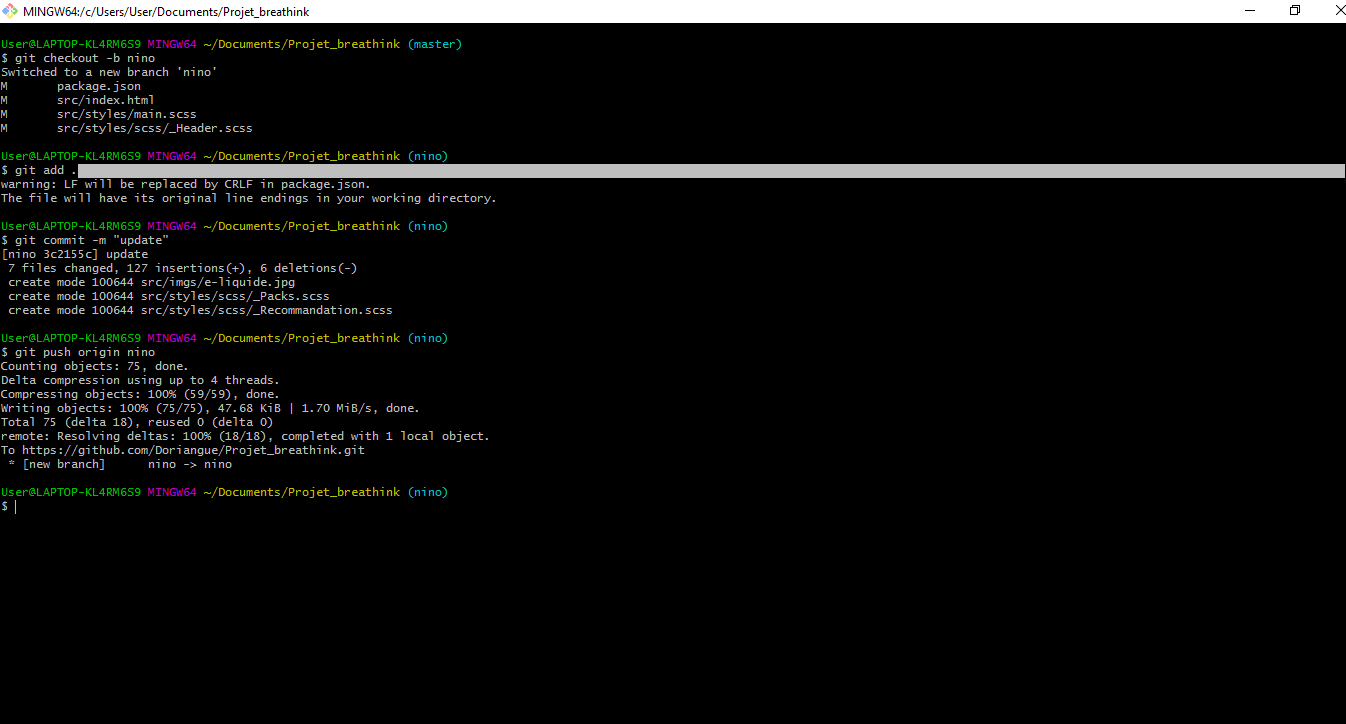 MINGW64:/c/Users/User/Documents/Projet_breathink
User@LAPTOP-KL4RM6S9 MINGW64 ~/Documents/Projet_breathink (master)
$ git checkout -b nino
Switched to a new branch 'nino'
M       package.json
M       src/index.html
M       src/styles/main.scss
M       src/styles/scss/_Header.scss
User@LAPTOP-KL4RM6S9 MINGW64 ~/Documents/Projet_breathink (nino)
$ git add .
warning: LF will be replaced by CRLF in package.json.
The file will have its original line endings in your working directory.
User@LAPTOP-KL4RM6S9 MINGW64 ~/Documents/Projet_breathink (nino)
$ git commit -m "update"
[nino 3c2155c] update
 7 files changed, 127 insertions(+), 6 deletions(-)
 create mode 100644 src/imgs/e-liquide.jpg
 create mode 100644 src/styles/scss/_Packs.scss
 create mode 100644 src/styles/scss/_Recommandation.scss
User@LAPTOP-KL4RM6S9 MINGW64 ~/Documents/Projet_breathink (nino)
$ git push origin nino
Counting objects: 75, done.
Delta compression using up to 4 threads.
Compressing objects: 100% (59/59), done.
Writing objects: 100% (75/75), 47.68 KiB | 1.70 MiB/s, done.
Total 75 (delta 18), reused 0 (delta 0)
remote: Resolving deltas: 100% (18/18), completed with 1 local object.
To https://github.com/Doriangue/Projet_breathink.git
 * [new branch]      nino -> nino
User@LAPTOP-KL4RM6S9 MINGW64 ~/Documents/Projet_breathink (nino)
$